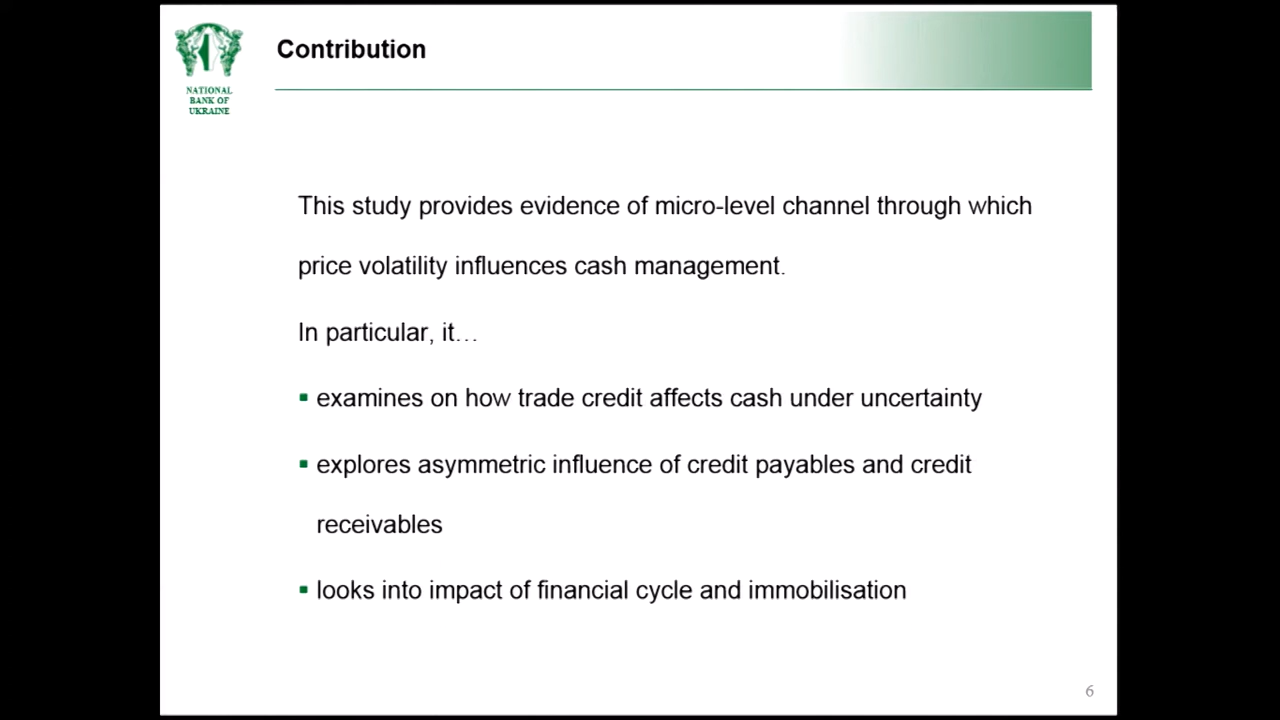 NATIONAL
BANK OF
UKRAINE
Contribution
This study provides evidence of micro-level channel through which
price volatility influences cash management.
In particular, it…
▪ examines on how trade credit affects cash under uncertainty
▪ explores asymmetric influence of credit payables and credit
receivables
▪ looks into impact of financial cycle and immobilisation
6